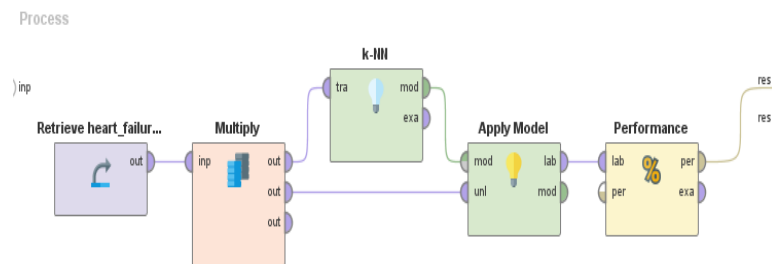 Process
inp
res
res
k-NN
tra
mod
exa
Retrieve heart_failur...
out
Multiply
inp
out
out
out
Apply Model
mod
lab
unl
mod
Performance
lab
per
%
per
exa